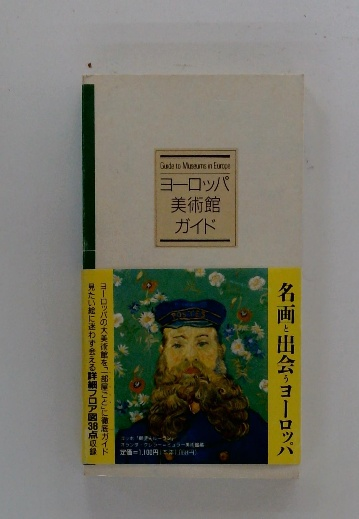 Guide to Museums in Europe
ヨーロッパ
美術館
ガイド
名画と出会うヨーロッパ
ヨーロッパの大美術館を「一部屋ごと」に徹底ガイド
見たい絵に迷わず会える詳細フロア図38点収録
定価=1,100円